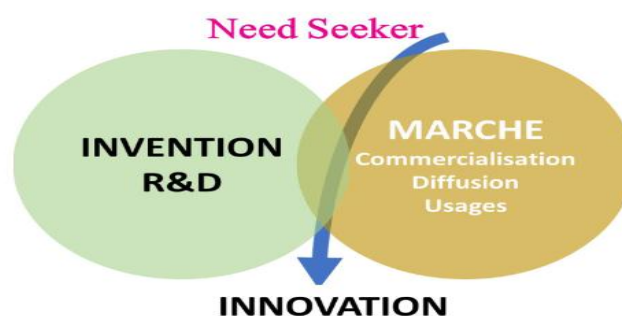 Need Seeker
INVENTION
R&D
MARCHE
Commercialisation
Diffusion
Usages
INNOVATION